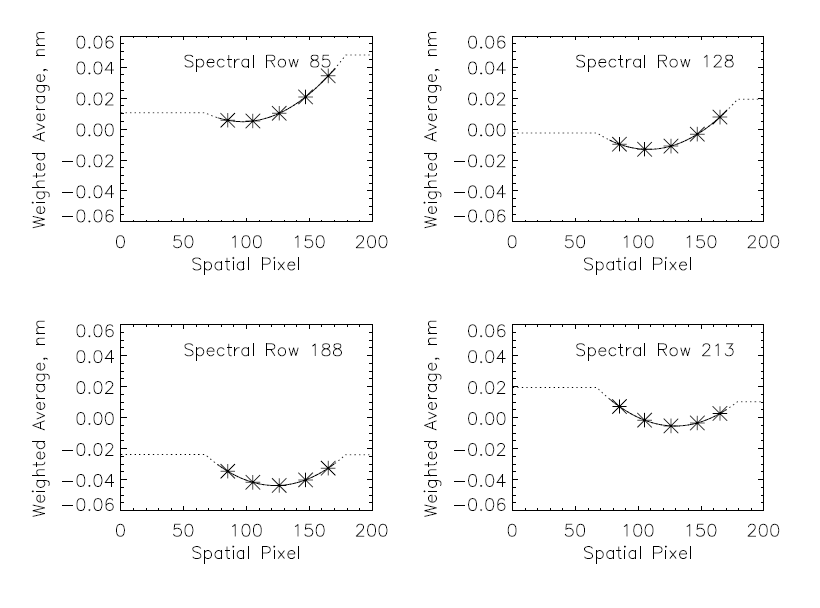 Weighted Average, nm
0.06
0.04
0.02
0.00
−0.02
−0.04
−0.06
Spectral Row 85
0 50 100 150 200
Spatial Pixel
Weighted Average, nm
0.06
0.04
0.02
0.00
−0.02
−0.04
−0.06
Spectral Row 128
0 50 100 150 200
Spatial Pixel
Weighted Average, nm
0.06
0.04
0.02
0.00
−0.02
−0.04
−0.06
Spectral Row 188
0 50 100 150 200
Spatial Pixel
Weighted Average, nm
0.06
0.04
0.02
0.00
−0.02
−0.04
−0.06
Spectral Row 213
0 50 100 150 200
Spatial Pixel